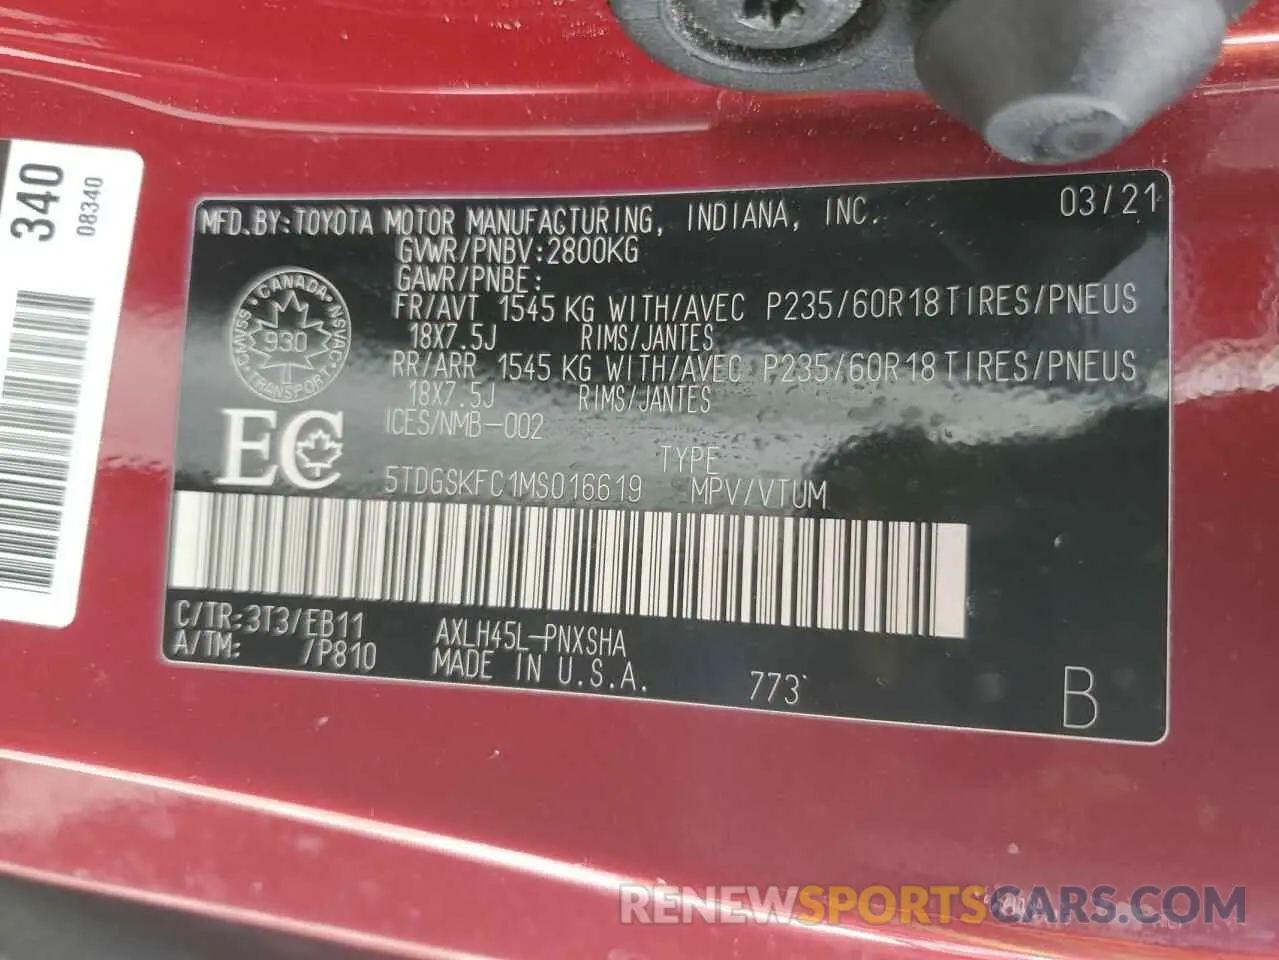 340
08340
MFD.BY:TOYOTA MOTOR MANUFACTURING, INDIANA, INC. 03/21
GVWR/PNBV:2800KG
GAWR/PNBE:
FR/AVT 1545 KG WITH/AVEC P235/60R18 TIRES/PNEUS
18X7.5J RIMS/JANTES
RR/ARR 1545 KG WITH/AVEC P235/60R18 TIRES/PNEUS
18X7.5J RIMS/JANTES
ICES/NMB-002
CANADA
CMVSS NSVAC
930
TRANSPORT
EC
TYPE
5TDGSKFC1MS016619 MPV/VTUM
C/TR:3T3/EB11 AXLH45L-PNXSHA
A/TM: /P810 MADE IN U.S.A. 773
B
RENEWSPORTSCARS.COM